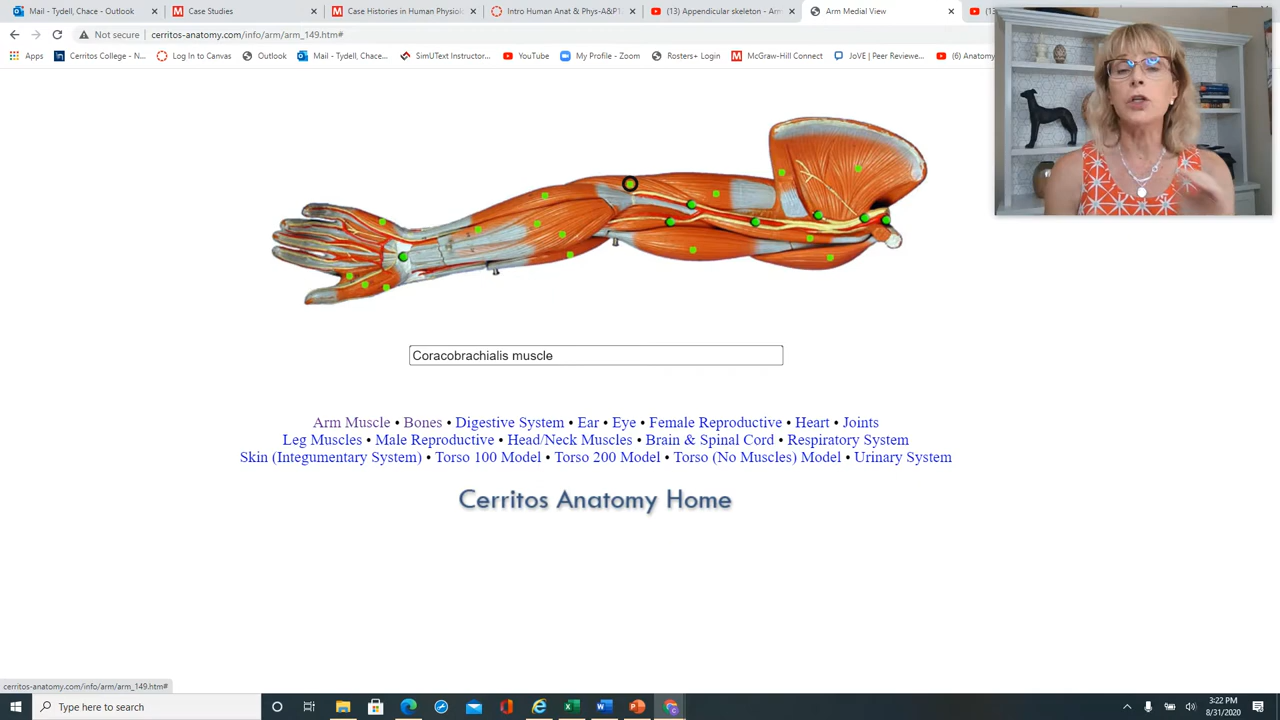 Mail - Tydell, Chace - Outlook
Case Studies
Case Histories in Human Physiol
Intro Human Anat & Phys-A&P1
(13) Appendicular skeleton - Arm
Arm Medial View
(13)
Not secure | cerritos-anatomy.com/info/arm/arm_149.htm#
Apps
Cerritos College - N...
Log In to Canvas
Outlook
Mail - Tydell, Chace...
SimUText Instructor...
YouTube
My Profile - Zoom
Rosters+ Login
McGraw-Hill Connect
JoVE | Peer Reviewe...
(6) Anatomy
Coracobrachialis muscle
Arm Muscle • Bones • Digestive System • Ear • Eye • Female Reproductive • Heart • Joints
Leg Muscles • Male Reproductive • Head/Neck Muscles • Brain & Spinal Cord • Respiratory System
Skin (Integumentary System) • Torso 100 Model • Torso 200 Model • Torso (No Muscles) Model • Urinary System
Cerritos Anatomy Home
cerritos-anatomy.com/info/arm/arm_149.htm#
Type here to search
3:22 PM
8/31/2020